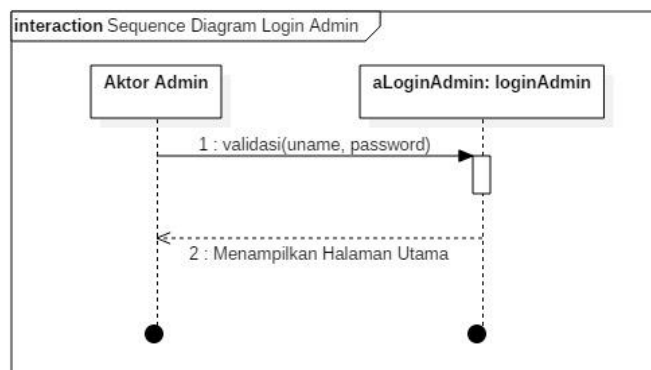 interaction Sequence Diagram Login Admin
Aktor Admin
aLoginAdmin: loginAdmin
1 : validasi(uname, password)
2 : Menampilkan Halaman Utama